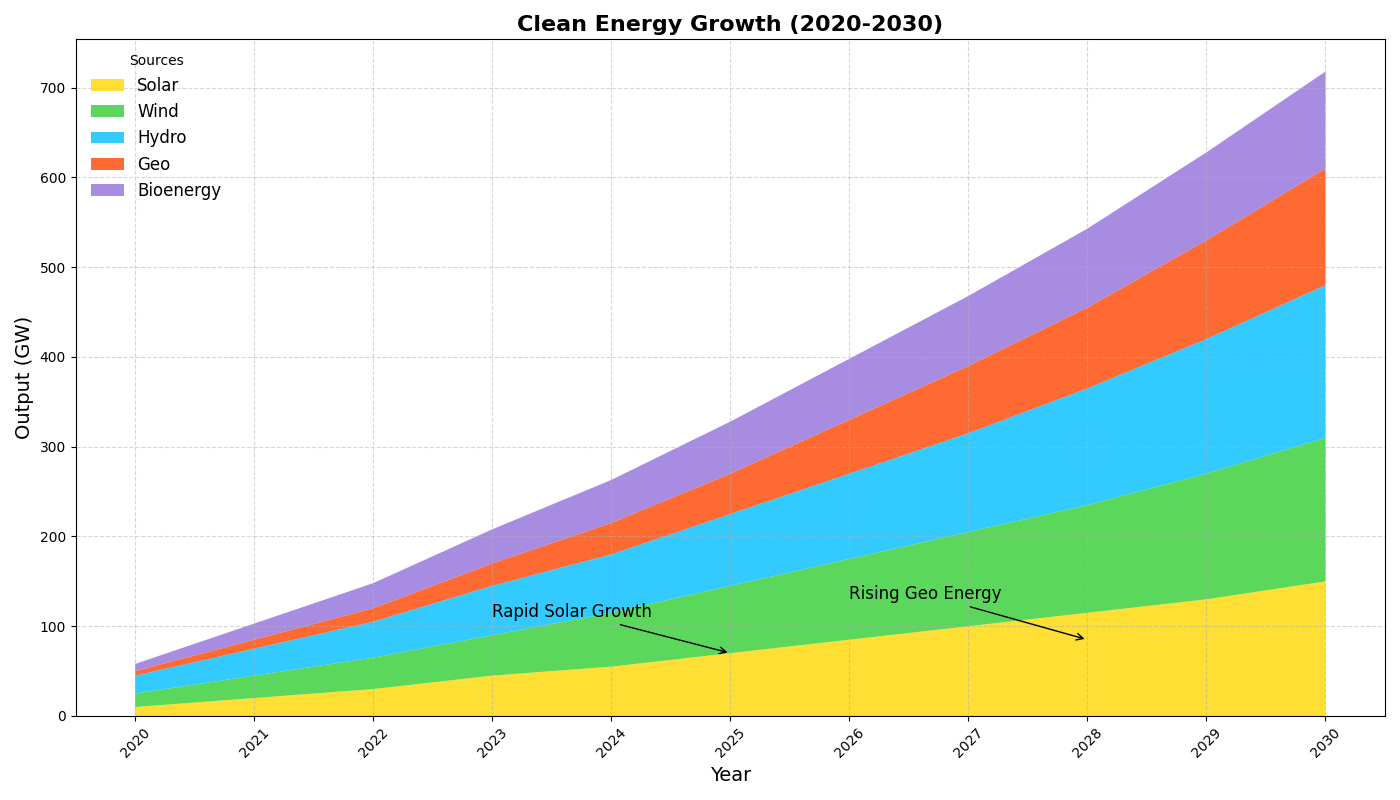 Clean Energy Growth (2020-2030)
Sources
Solar
Wind
Hydro
Geo
Bioenergy
Output (GW)
700
600
500
400
300
200
100
0
Rapid Solar Growth
Rising Geo Energy
2020
2021
2022
2023
2024
2025
2026
2027
2028
2029
2030
Year